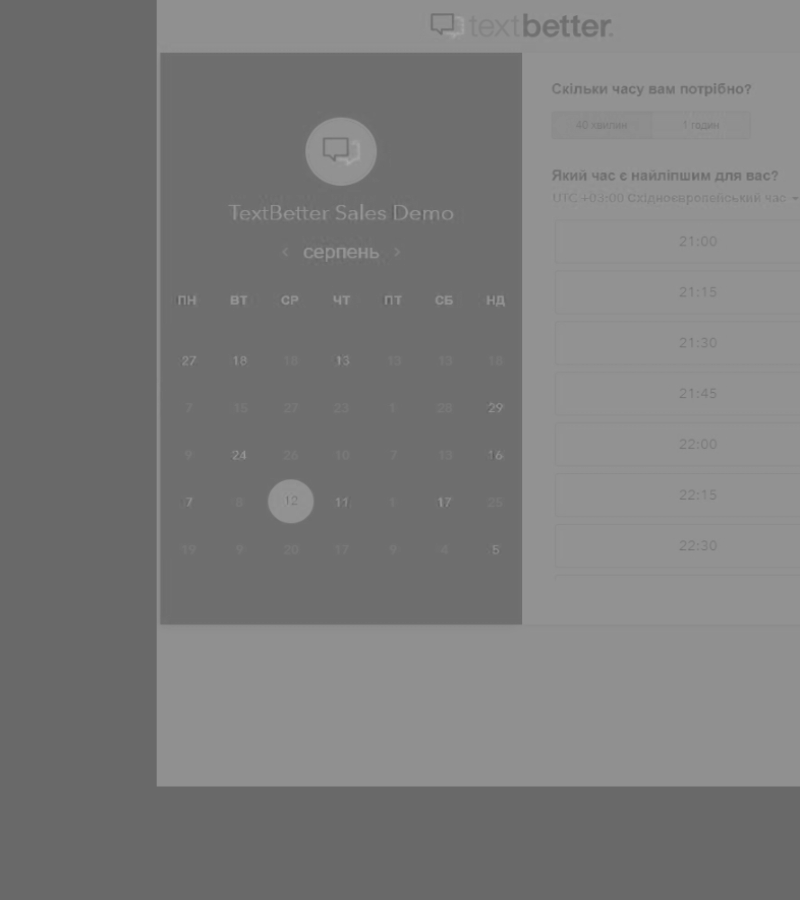 textbetter.
TextBetter Sales Demo
‹ серпень ›
ПН ВТ СР ЧТ ПТ СБ НД
27 18 18 13 13 15 18
7 15 27 23 1 28 29
9 24 26 10 7 13 16
7 8 12 11 1 17 25
19 9 20 17 9 4 5
Скільки часу вам потрібно?
40 хвилин 1 годин
Який час є найліпшим для вас?
UTC +03:00 Східноєвропейський час
21:00
21:15
21:30
21:45
22:00
22:15
22:30